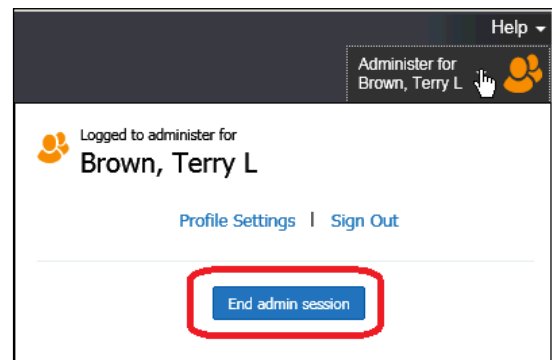 Help
Administer for
Brown, Terry L
Logged to administer for
Brown, Terry L
Profile Settings | Sign Out
End admin session